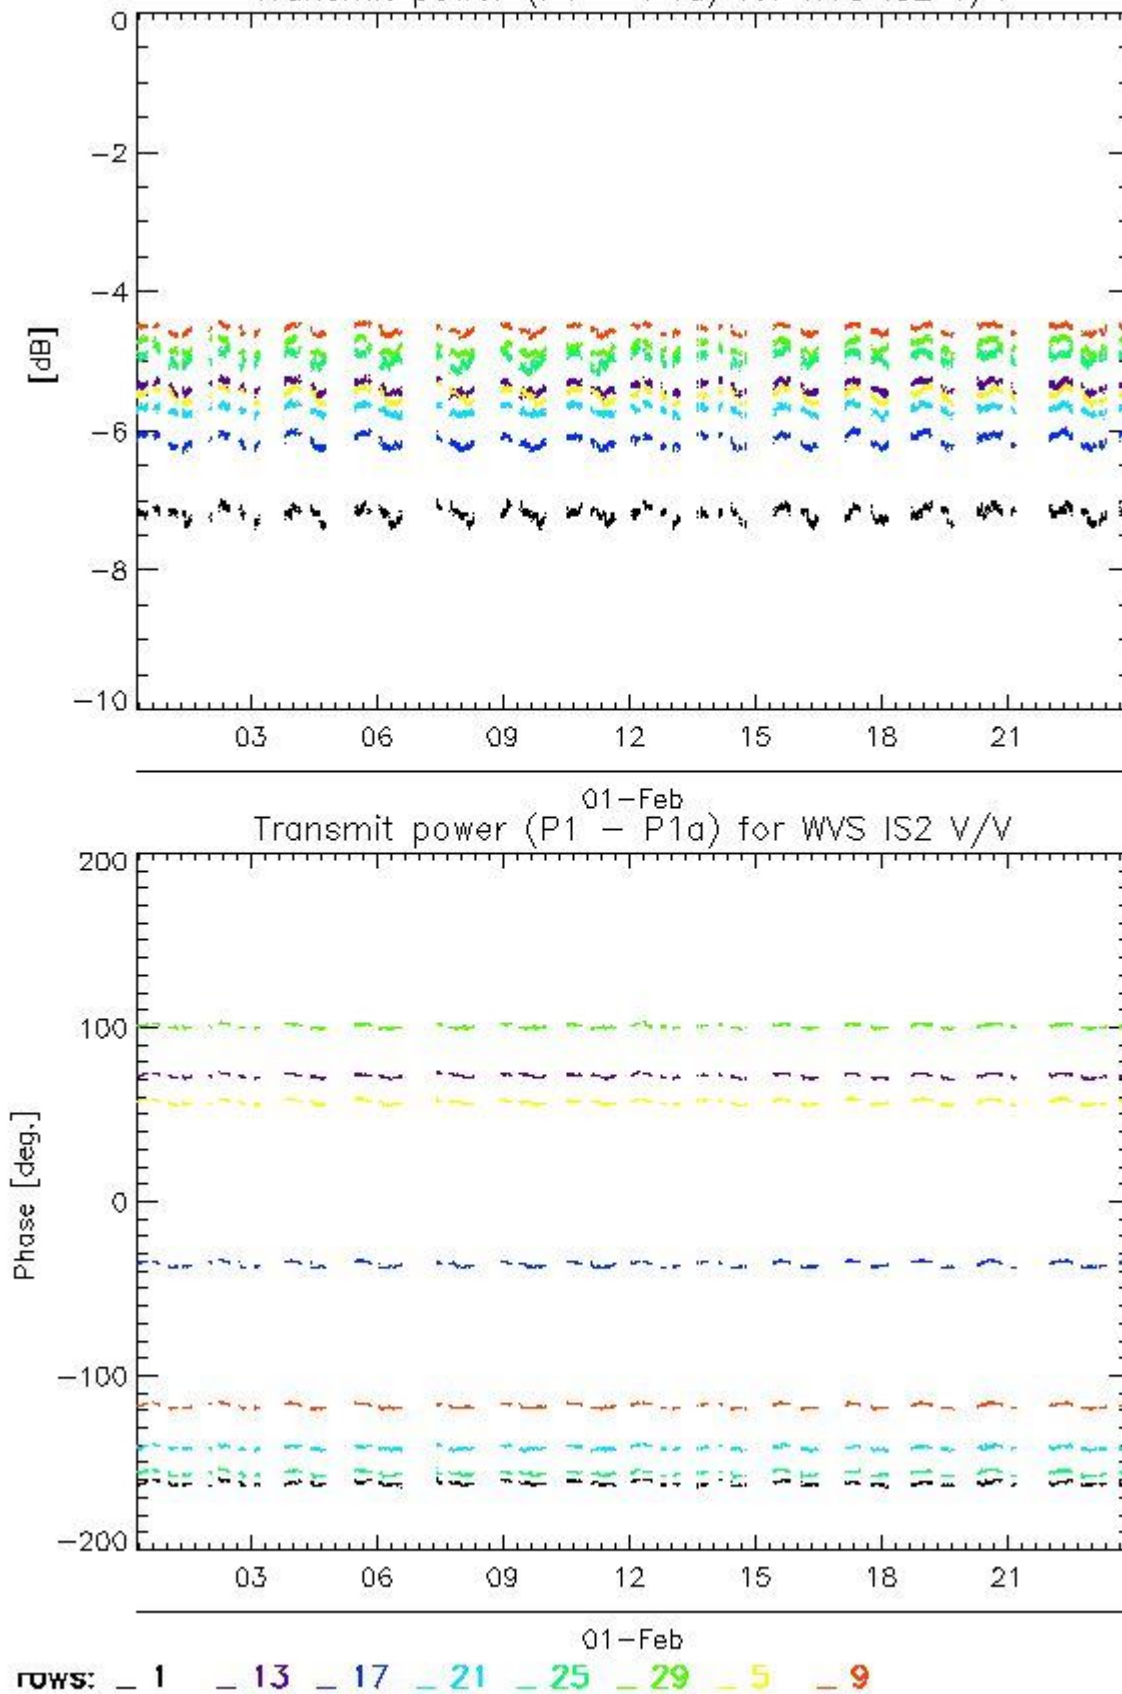 0
−2
−4
[dB]
−6
−8
−10
03 06 09 12 15 18 21
01−Feb
Transmit power (P1 − P1a) for WVS IS2 V/V
200
100
Phase [deg.]
0
−100
−200
03 06 09 12 15 18 21
01−Feb
rows: _ 1 _ 13 _ 17 _ 21 _ 25 _ 29 _ 5 _ 9